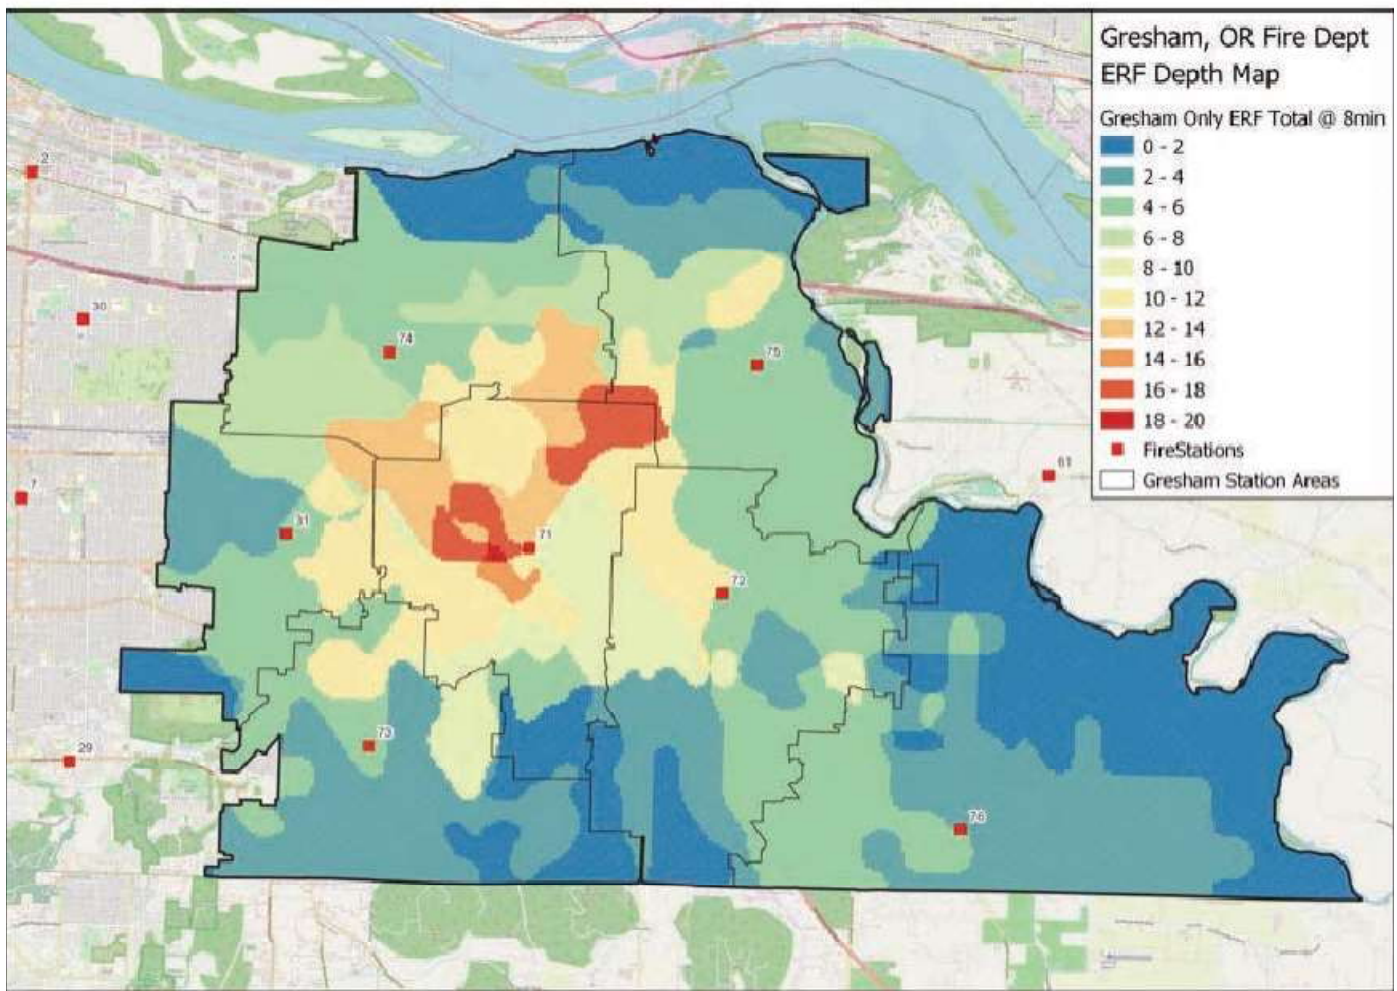 Gresham, OR Fire Dept
ERF Depth Map
Gresham Only ERF Total @ 8min
0 - 2
2 - 4
4 - 6
6 - 8
8 - 10
10 - 12
12 - 14
14 - 16
16 - 18
18 - 20
FireStations
Gresham Station Areas
2
30
74
75
61
7
31
71
72
73
29
76